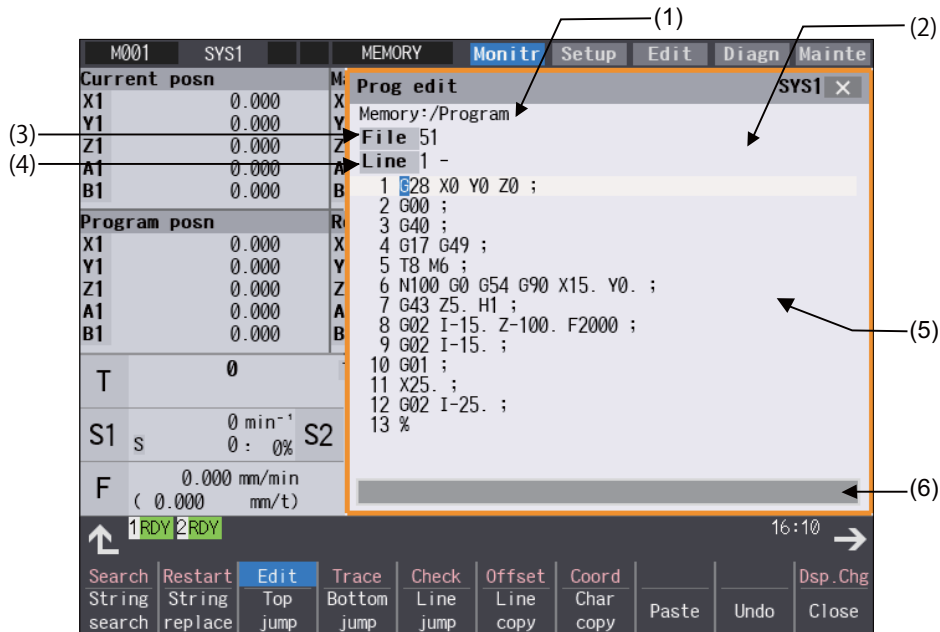 (1)
(2)
M001 SYS1 MEMORY Monitr Setup Edit Diagn Mainte
Current posn
X1 0.000
Y1 0.000
Z1 0.000
A1 0.000
B1 0.000
Program posn
X1 0.000
Y1 0.000
Z1 0.000
A1 0.000
B1 0.000
T 0
S1 S 0 min⁻¹
0 : 0%
S2
F 0.000 mm/min
( 0.000 mm/t)
X
Y
Z
A
B
X
Y
Z
A
B
Prog edit SYS1 ×
Memory:/Program
(3)
File 51
(4)
Line 1 -
1 G28 X0 Y0 Z0 ;
2 G00 ;
3 G40 ;
4 G17 G49 ;
5 T8 M6 ;
6 N100 G0 G54 G90 X15. Y0. ;
7 G43 Z5. H1 ;
8 G02 I-15. Z-100. F2000 ;
9 G02 I-15. ;
10 G01 ;
11 X25. ;
12 G02 I-25. ;
13 %
(5)
(6)
1 RDY 2 RDY 16:10
Search Restart Edit Trace Check Offset Coord Dsp.Chg
String search
String replace
Top jump
Bottom jump
Line jump
Line copy
Char copy
Paste
Undo
Close